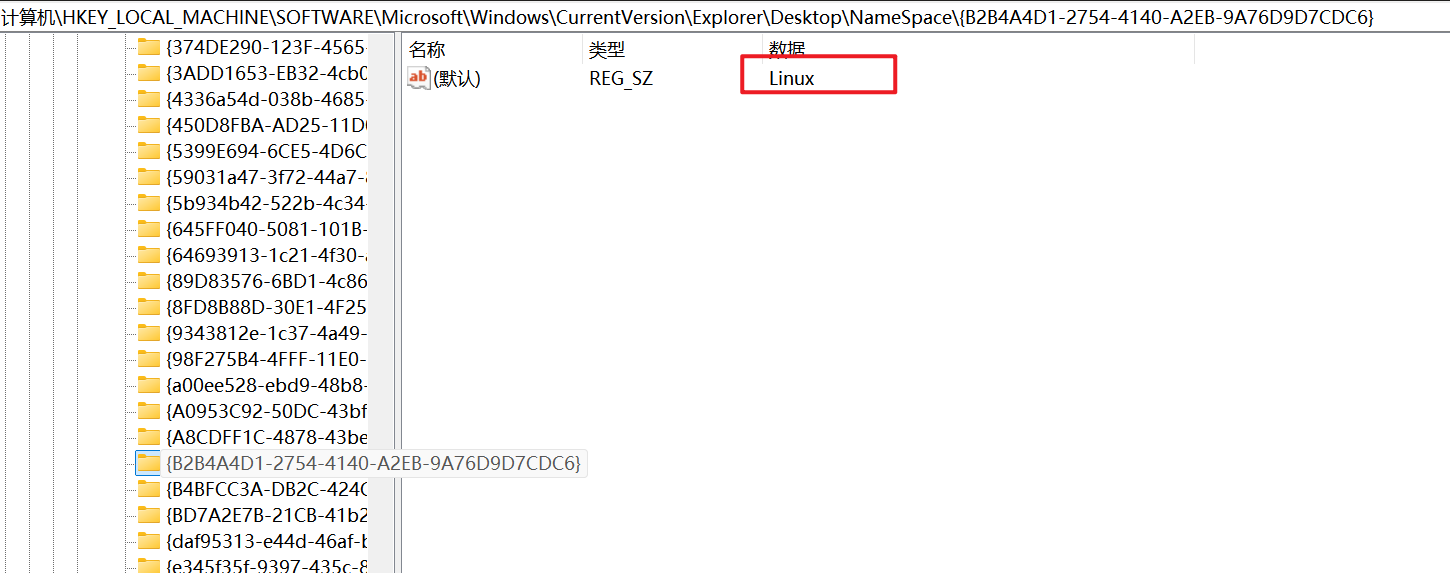 计算机\HKEY_LOCAL_MACHINE\SOFTWARE\Microsoft\Windows\CurrentVersion\Explorer\Desktop\NameSpace\{B2B4A4D1-2754-4140-A2EB-9A76D9D7CDC6}
名称 类型 数据
(默认) REG_SZ Linux
{374DE290-123F-4565-
{3ADD1653-EB32-4cb0
{4336a54d-038b-4685-
{450D8FBA-AD25-11D0
{5399E694-6CE5-4D6C
{59031a47-3f72-44a7-8
{5b934b42-522b-4c34-
{645FF040-5081-101B-
{64693913-1c21-4f30-a
{89D83576-6BD1-4c86
{8FD8B88D-30E1-4F25
{9343812e-1c37-4a49-
{98F275B4-4FFF-11E0-
{a00ee528-ebd9-48b8-
{A0953C92-50DC-43bf
{A8CDFF1C-4878-43be
{B2B4A4D1-2754-4140-A2EB-9A76D9D7CDC6}
{B4BFCC3A-DB2C-424C
{BD7A2E7B-21CB-41b2
{daf95313-e44d-46af-b
{e345f35f-9397-435c-8